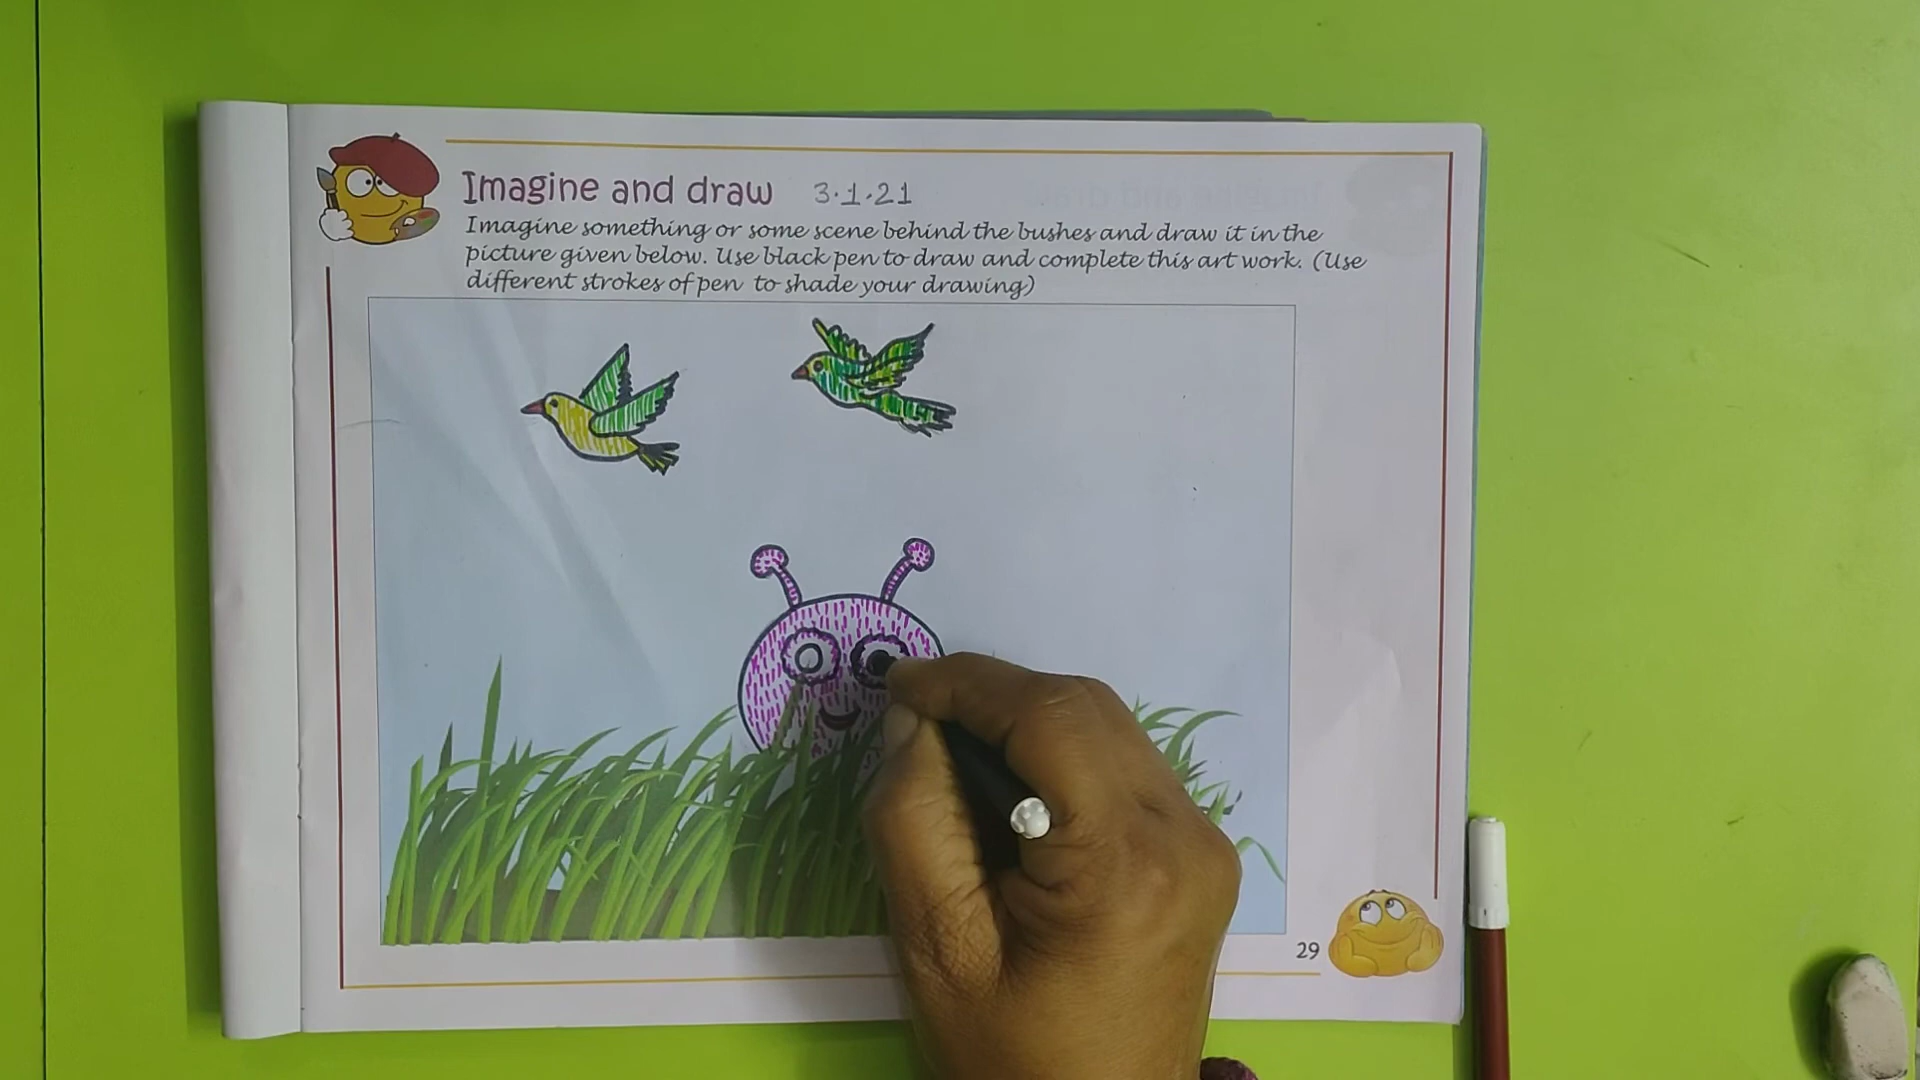 Imagine and draw 3.1.21
Imagine something or some scene behind the bushes and draw it in the
picture given below. Use black pen to draw and complete this art work. (Use
different strokes of pen to shade your drawing)
29